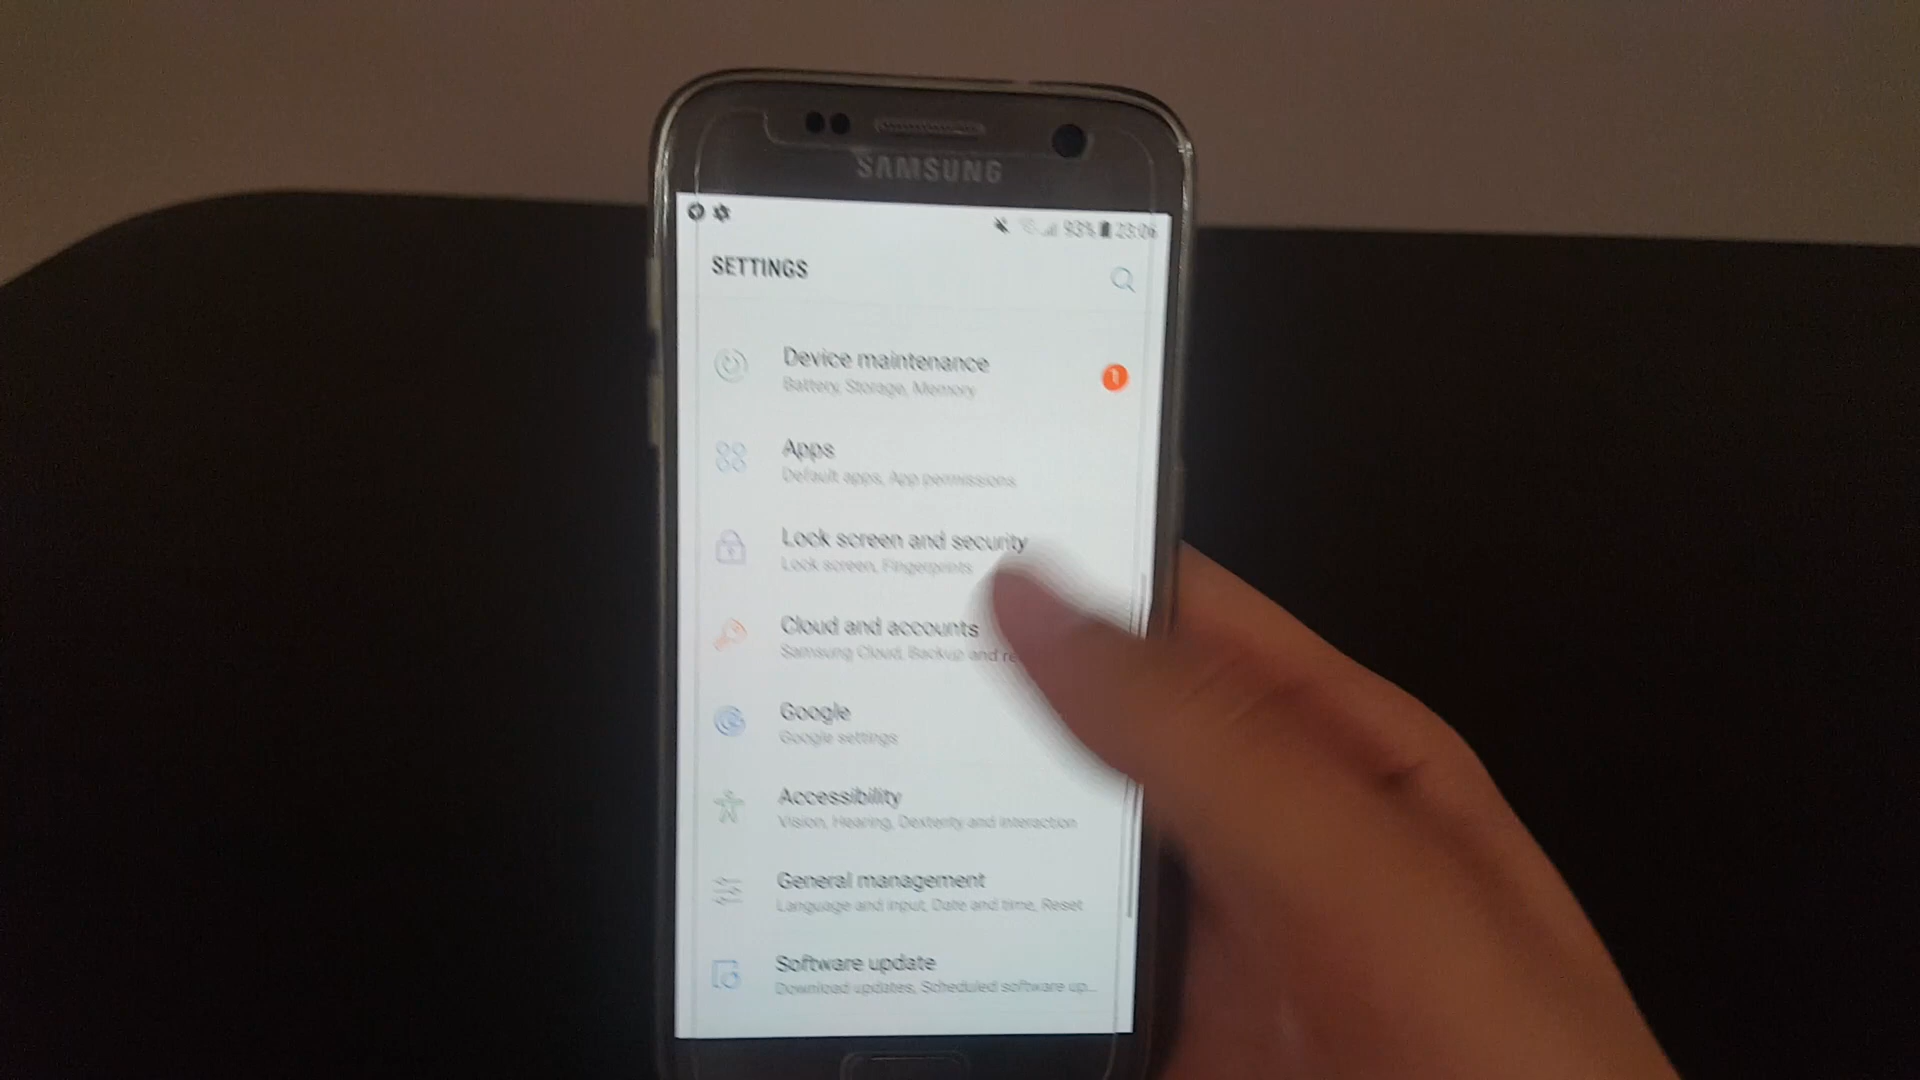 SAMSUNG
93% 23:06
SETTINGS
Device maintenance
Battery, Storage, Memory
1
Apps
Default apps, App permissions
Lock screen and security
Lock screen, Fingerprints
Cloud and accounts
Samsung Cloud, Backup and re
Google
Google settings
Accessibility
Vision, Hearing, Dexterity and interaction
General management
Language and input, Date and time, Reset
Software update
Download updates, Scheduled software up...